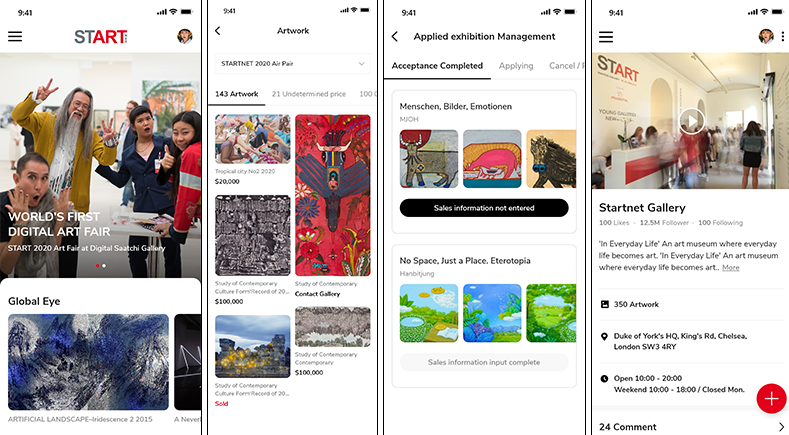 9:41
START
WORLD'S FIRST
DIGITAL ART FAIR
START 2020 Art Fair at Digital Saatchi Gallery
Global Eye
ARTIFICIAL LANDSCAPE-Iridescence 2 2015
A Neverl
9:41
Artwork
STARTNET 2020 Air Pair
143 Artwork
21 Undetermined price
100 C
Tropical city No2 2020
$20,000
Study of Contemporary
Culture Form'Record of 20...
$100,000
Study of Contemporary
Culture Form'Record of 20...
Sold
Study of Contemporary
Contact Gallery
Study of Contemporary
Contemporary
$100,000
9:41
Applied exhibition Management
Acceptance Completed
Applying
Cancel / R
Menschen, Bilder, Emotionen
MJOH
Sales information not entered
No Space, Just a Place. Eterotopia
Hanbitjung
Sales information input complete
9:41
START
YOUNG GALLERIES
Startnet Gallery
100 Likes - 12.5M Follower - 100 Following
'In Everyday Life' An art museum where everyday
life becomes art. 'In Everyday Life' An art museum
where everyday life becomes art.. More
350 Artwork
Duke of York's HQ, King's Rd, Chelsea,
London SW3 4RY
Open 10:00 - 20:00
Weekend 10:00 - 18:00 / Closed Mon.
24 Comment